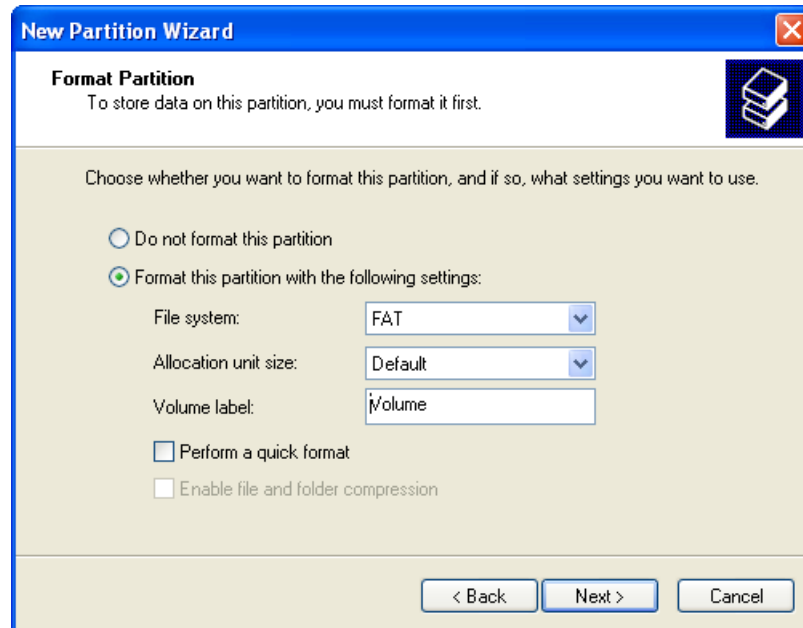 New Partition Wizard
Format Partition
To store data on this partition, you must format it first.
Choose whether you want to format this partition, and if so, what settings you want to use.
Do not format this partition
Format this partition with the following settings:
File system: FAT
Allocation unit size: Default
Volume label: Volume
Perform a quick format
Enable file and folder compression
< Back Next > Cancel